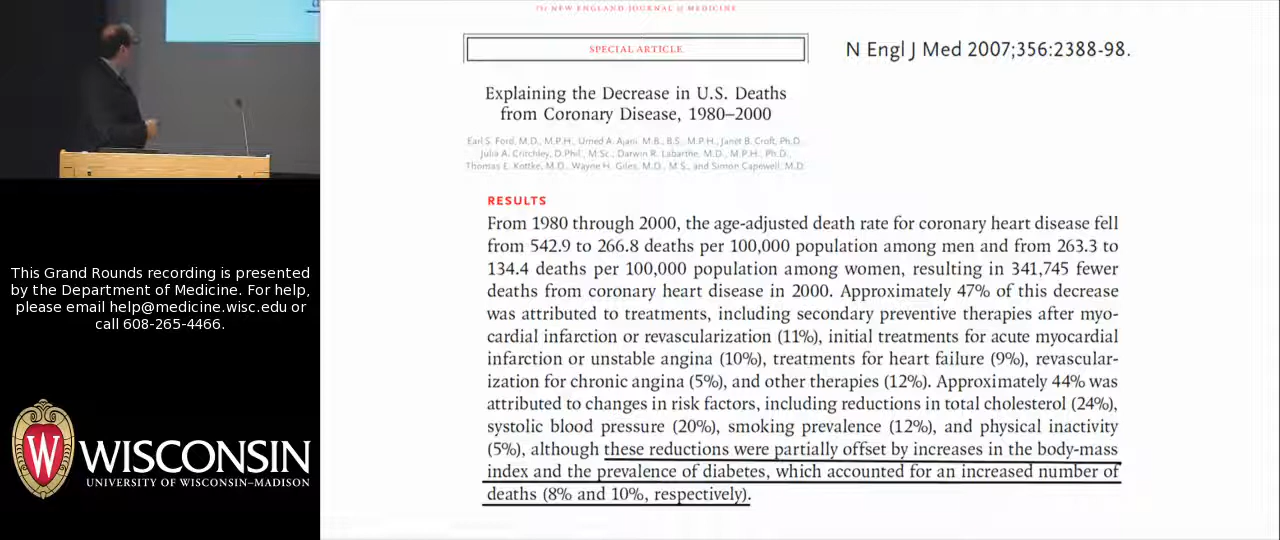 The NEW ENGLAND JOURNAL of MEDICINE
SPECIAL ARTICLE
N Engl J Med 2007;356:2388-98.
Explaining the Decrease in U.S. Deaths
from Coronary Disease, 1980–2000
Earl S. Ford, M.D., M.P.H., Umed A. Ajani, M.B., B.S., M.P.H., Janet B. Croft, Ph.D.,
Julia A. Critchley, D.Phil., M.Sc., Darwin R. Labarthe, M.D., M.P.H., Ph.D.,
Thomas E. Kottke, M.D., Wayne H. Giles, M.D., M.S., and Simon Capewell, M.D.
RESULTS
From 1980 through 2000, the age-adjusted death rate for coronary heart disease fell
from 542.9 to 266.8 deaths per 100,000 population among men and from 263.3 to
134.4 deaths per 100,000 population among women, resulting in 341,745 fewer
deaths from coronary heart disease in 2000. Approximately 47% of this decrease
was attributed to treatments, including secondary preventive therapies after myo-
cardial infarction or revascularization (11%), initial treatments for acute myocardial
infarction or unstable angina (10%), treatments for heart failure (9%), revascular-
ization for chronic angina (5%), and other therapies (12%). Approximately 44% was
attributed to changes in risk factors, including reductions in total cholesterol (24%),
systolic blood pressure (20%), smoking prevalence (12%), and physical inactivity
(5%), although these reductions were partially offset by increases in the body-mass
index and the prevalence of diabetes, which accounted for an increased number of
deaths (8% and 10%, respectively).
This Grand Rounds recording is presented
by the Department of Medicine. For help,
please email help@medicine.wisc.edu or
call 608-265-4466.
W
WISCONSIN
UNIVERSITY OF WISCONSIN–MADISON